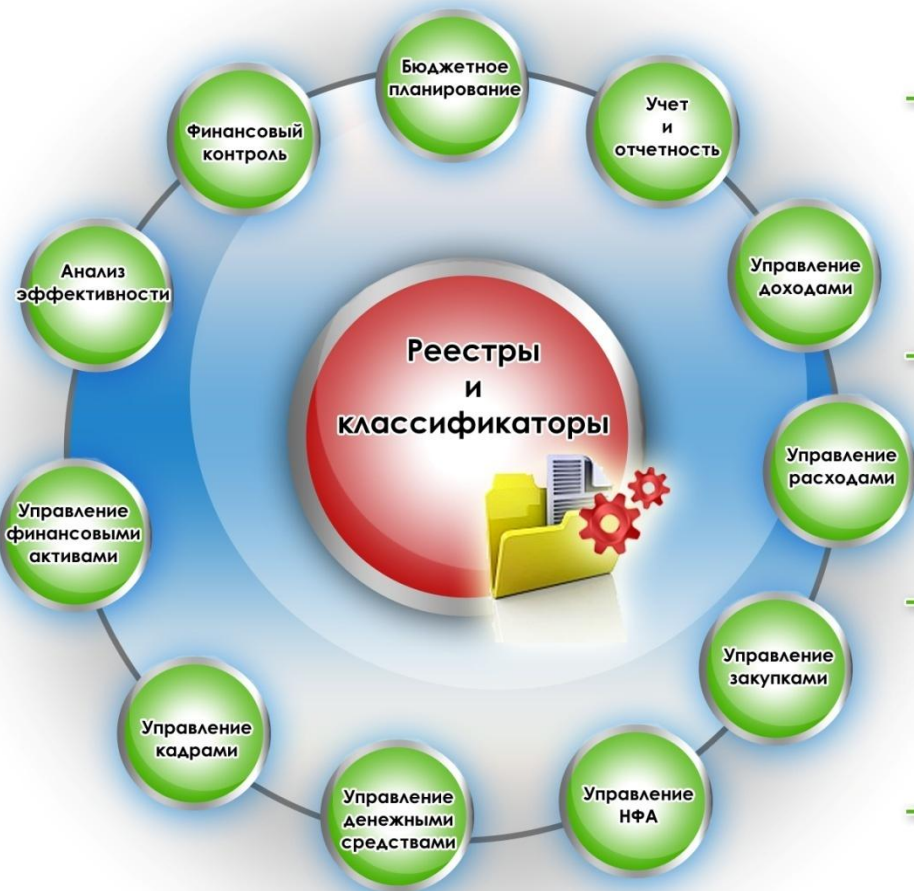 Бюджетное
планирование
Учет
и
отчетность
Управление
доходами
Управление
расходами
Управление
закупками
Управление
НФА
Управление
денежными
средствами
Управление
кадрами
Управление
финансовыми
активами
Анализ
эффективности
Финансовый
контроль
Реестры
и
классификаторы